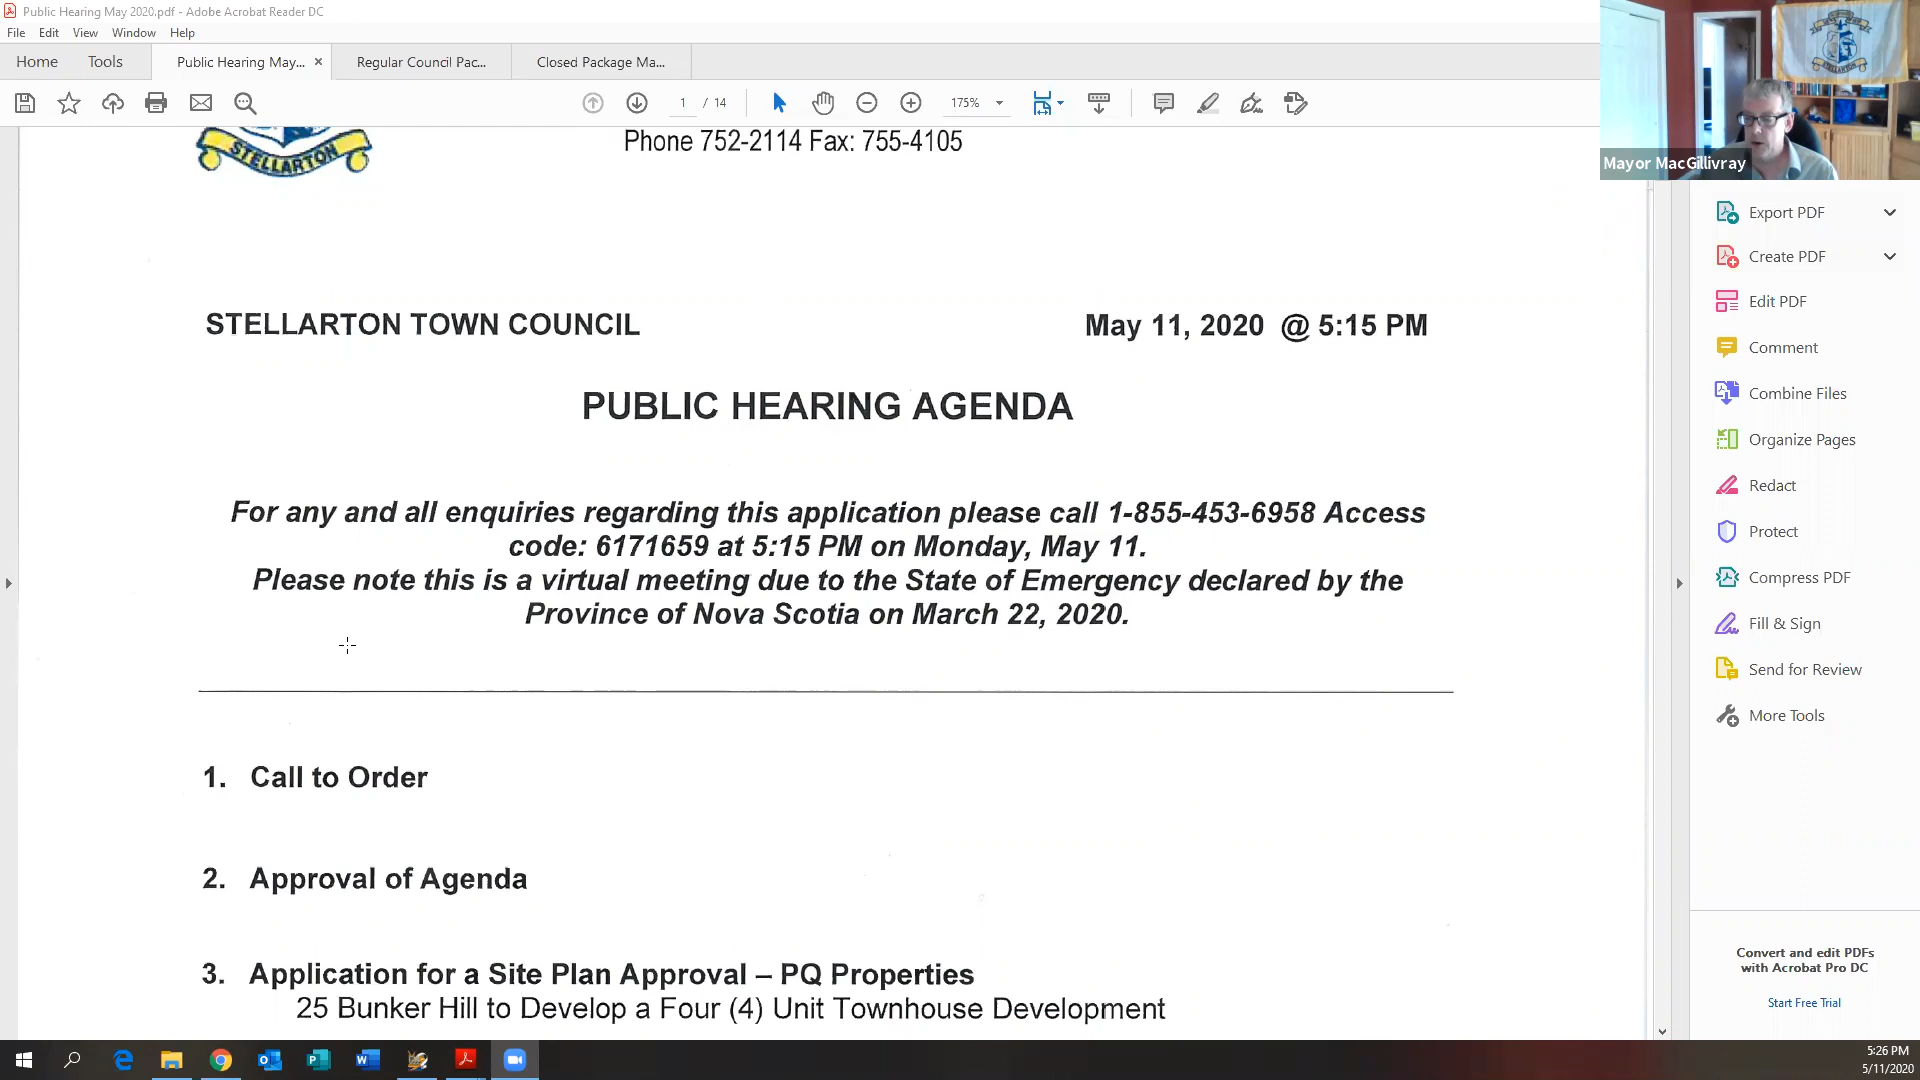 Public Hearing May 2020.pdf - Adobe Acrobat Reader DC
File Edit View Window Help
Home Tools Public Hearing May... × Regular Council Pac... Closed Package Ma...
1 / 14 175%
STELLARTON
Phone 752-2114 Fax: 755-4105
STELLARTON
Mayor MacGillivray
STELLARTON TOWN COUNCIL May 11, 2020 @ 5:15 PM
PUBLIC HEARING AGENDA
For any and all enquiries regarding this application please call 1-855-453-6958 Access
code: 6171659 at 5:15 PM on Monday, May 11.
Please note this is a virtual meeting due to the State of Emergency declared by the
Province of Nova Scotia on March 22, 2020.
1. Call to Order
2. Approval of Agenda
3. Application for a Site Plan Approval – PQ Properties
25 Bunker Hill to Develop a Four (4) Unit Townhouse Development
Export PDF
Create PDF
Edit PDF
Comment
Combine Files
Organize Pages
Redact
Protect
Compress PDF
Fill & Sign
Send for Review
More Tools
Convert and edit PDFs
with Acrobat Pro DC
Start Free Trial
5:26 PM
5/11/2020